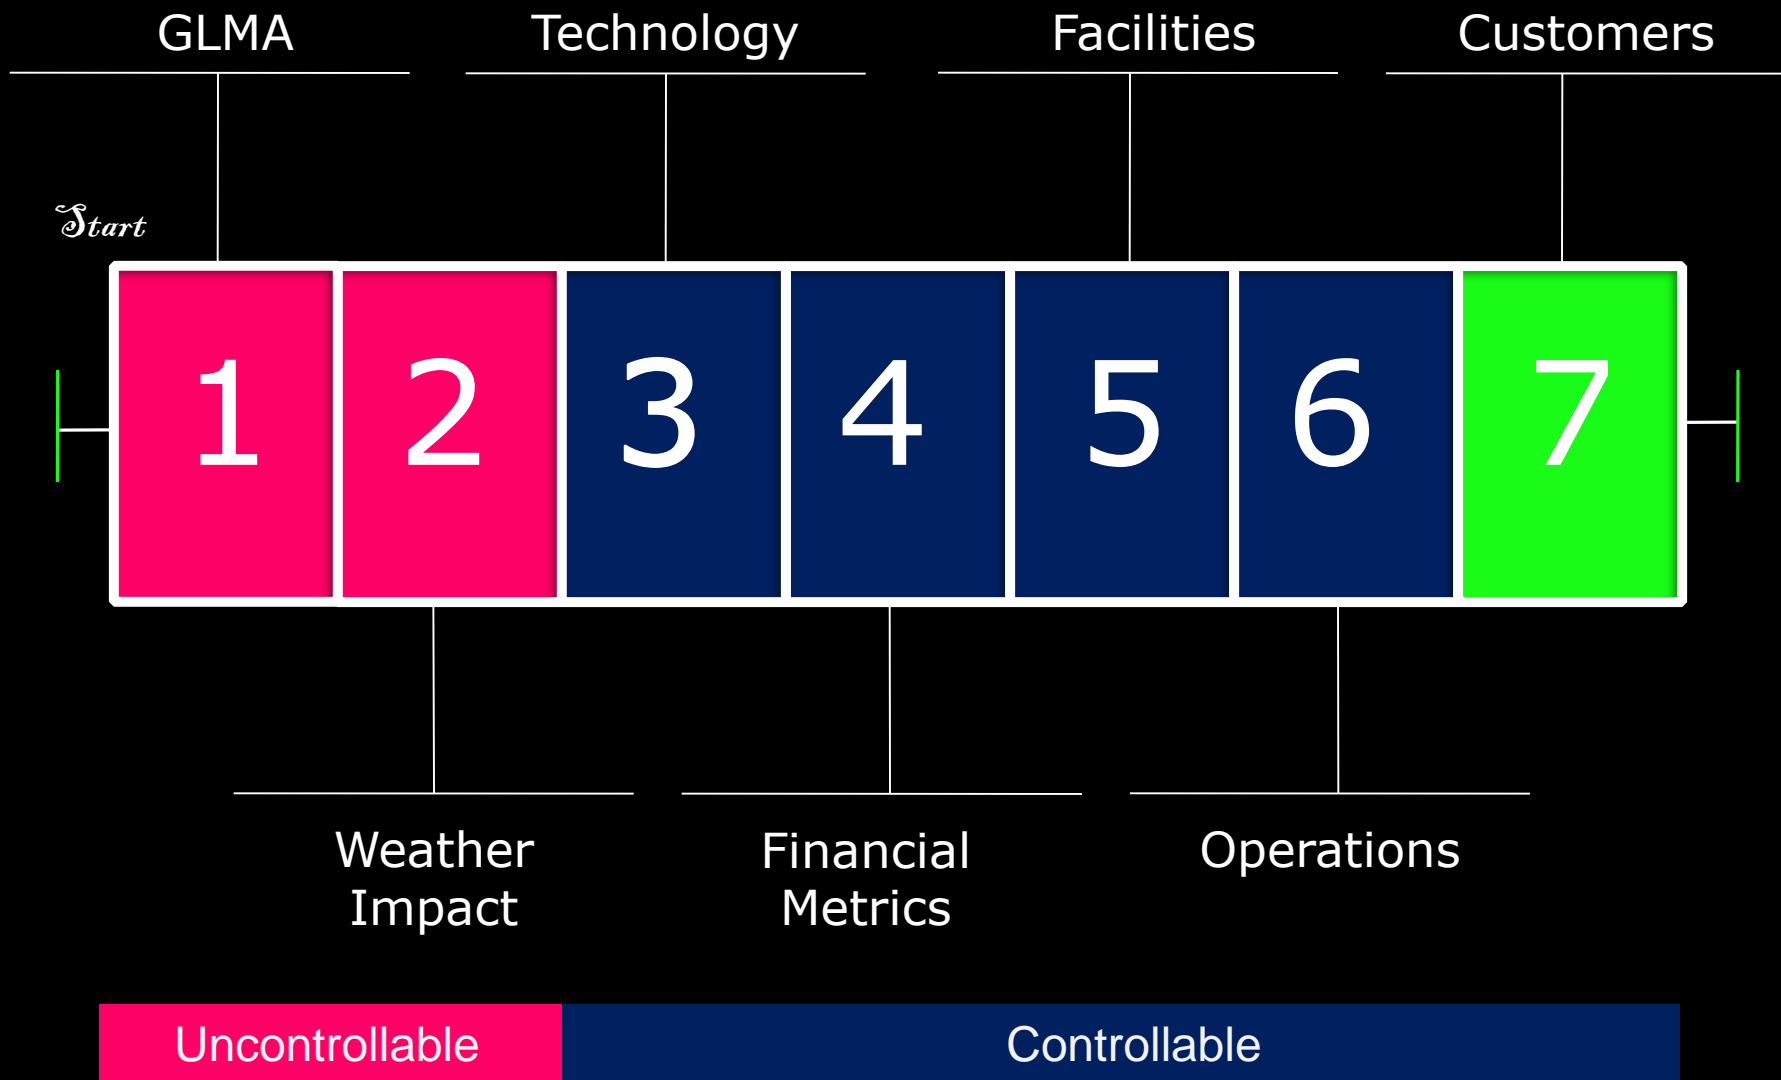 GLMA Technology Facilities Customers
Start
1 2 3 4 5 6 7
Weather Financial Operations
Impact Metrics
Uncontrollable Controllable